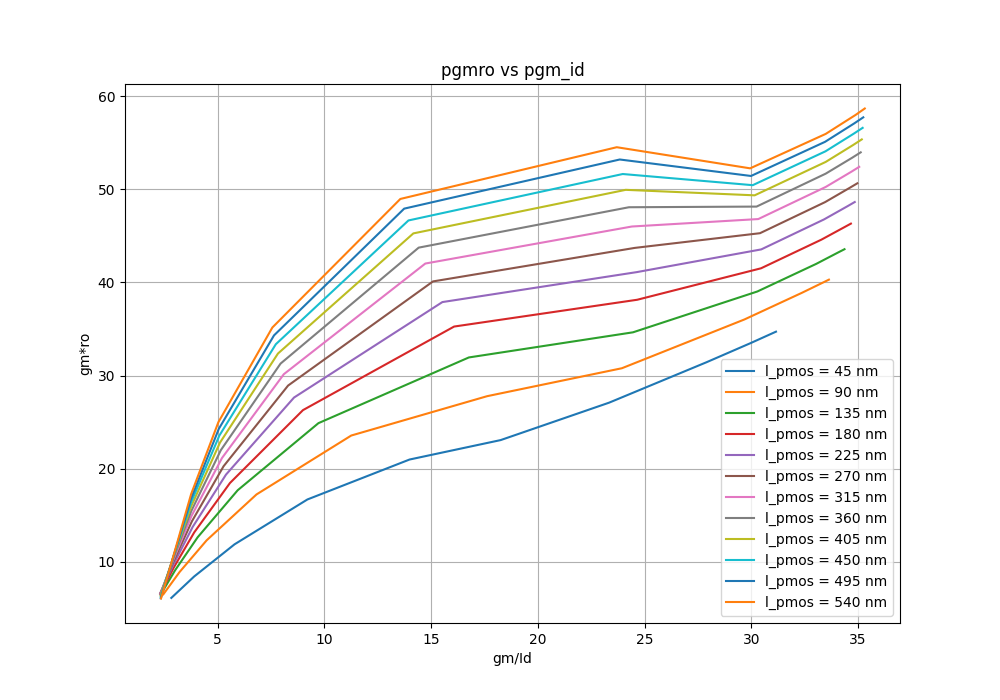 pgmro vs pgm_id
60
50
40
30
20
10
gm*ro
5
10
15
20
25
30
35
gm/Id
l_pmos = 45 nm
l_pmos = 90 nm
l_pmos = 135 nm
l_pmos = 180 nm
l_pmos = 225 nm
l_pmos = 270 nm
l_pmos = 315 nm
l_pmos = 360 nm
l_pmos = 405 nm
l_pmos = 450 nm
l_pmos = 495 nm
l_pmos = 540 nm